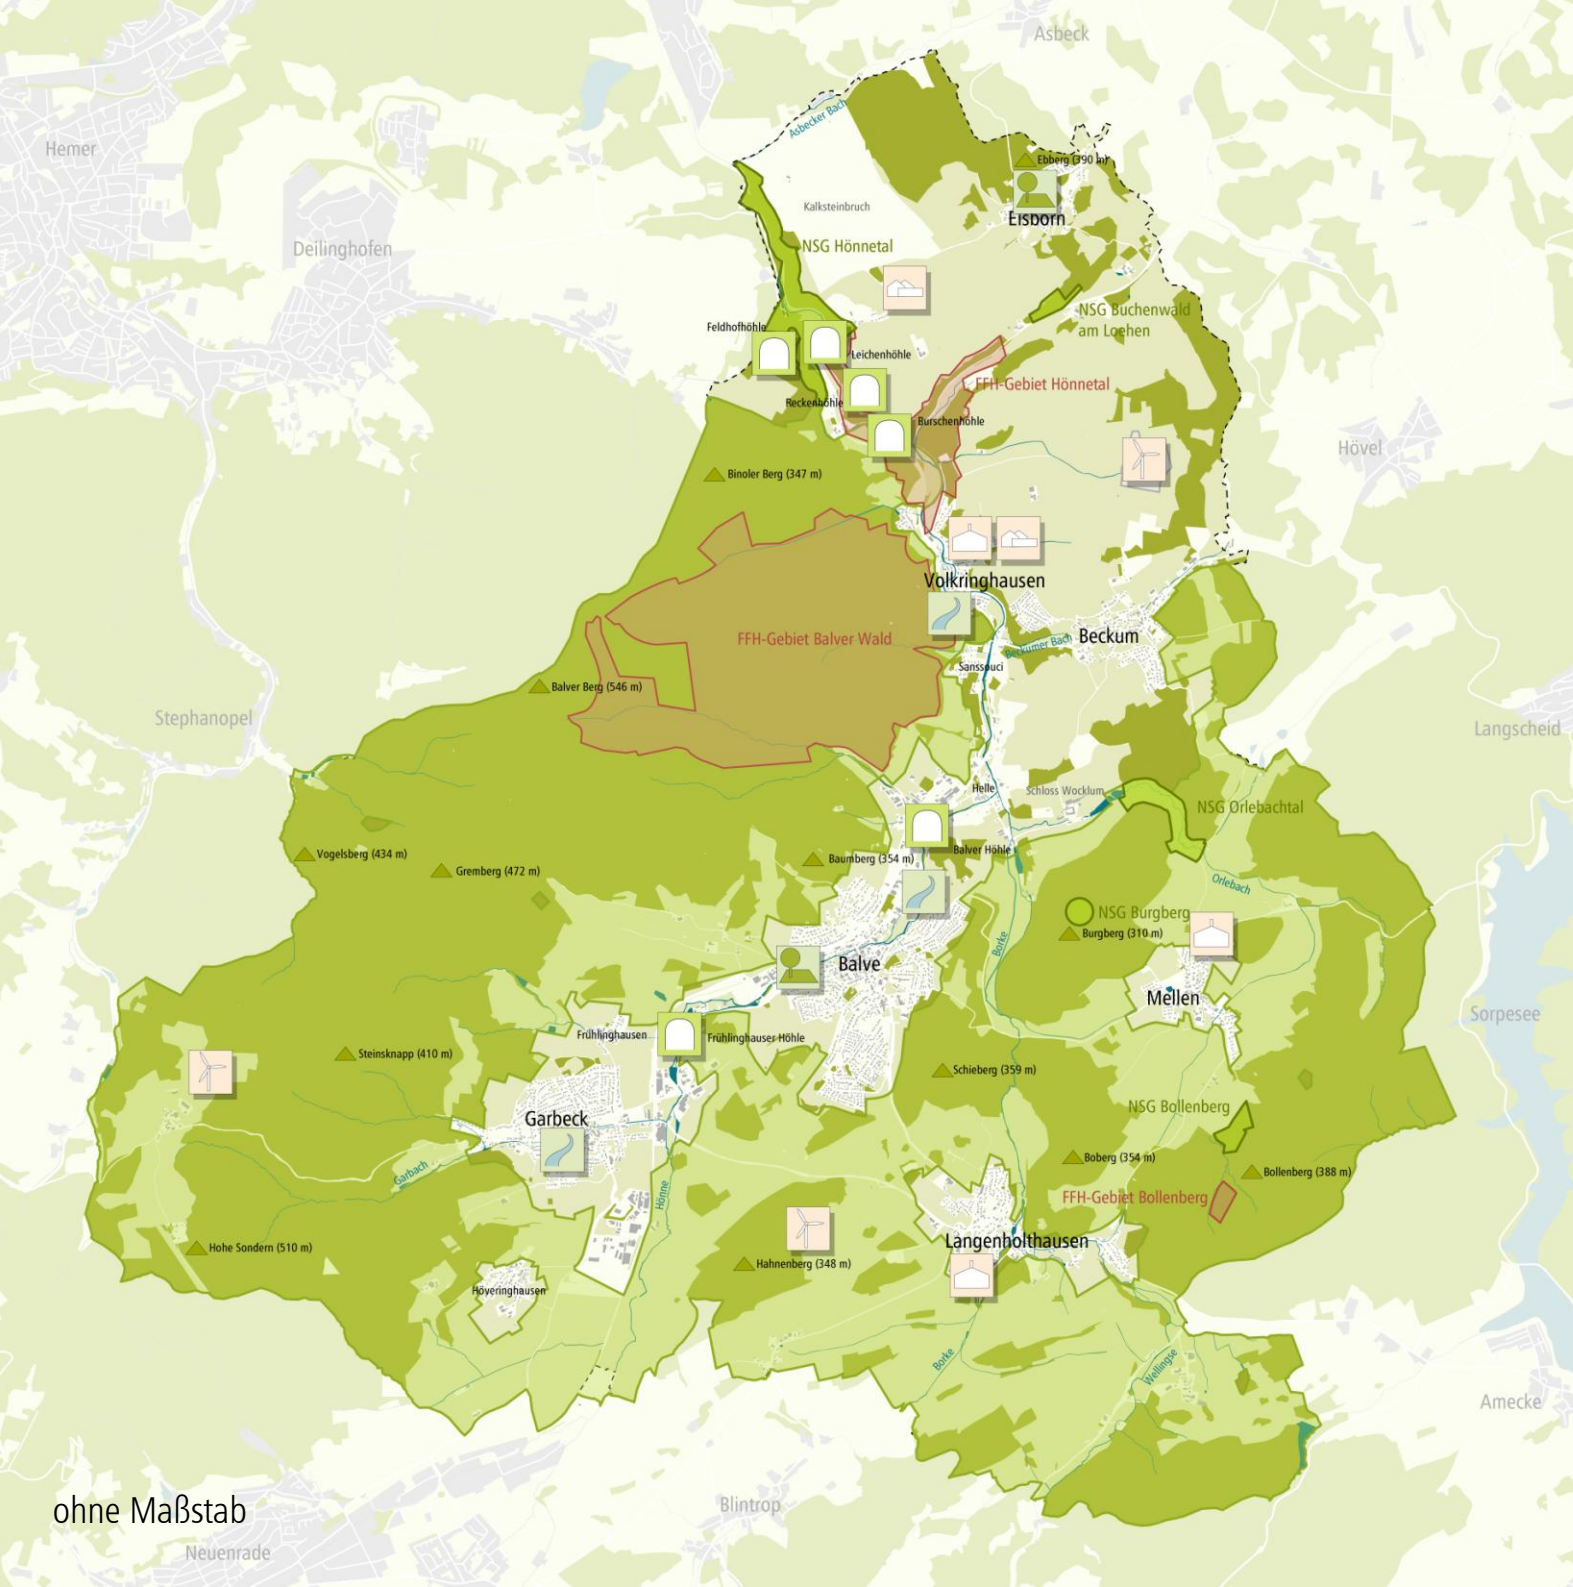 Asbeck
Asbecker Bach
Hemer
Ebberg (390 m)
Kalksteinbruch
Eisborn
Deilinghofen
NSG Hönnetal
NSG Buchenwald
am Loehen
Feldhofhöhle
Leichenhöhle
FFH-Gebiet Hönnetal
Reckenhöhle
Burschenhöhle
Hövel
Binoler Berg (347 m)
Volkringhausen
FFH-Gebiet Balver Wald
Beckum
Beckumer Bach
Sanssouci
Balver Berg (546 m)
Stephanopel
Langscheid
Helle
Schloss Wocklum
NSG Orlebachtal
Vogelsberg (434 m)
Gremberg (472 m)
Baumberg (354 m)
Balver Höhle
Orlebach
NSG Burgberg
Burgberg (310 m)
Borke
Balve
Mellen
Sorpesee
Frühlinghausen
Frühlinghauser Höhle
Steinsknapp (410 m)
Schieberg (359 m)
NSG Bollenberg
Garbeck
Boberg (354 m)
Bollenberg (388 m)
Garbach
Hönne
FFH-Gebiet Bollenberg
Hohe Sondern (510 m)
Langenholthausen
Hahnenberg (348 m)
Höveringhausen
Borke
Wellingse
Amecke
ohne Maßstab
Blintrop
Neuenrade